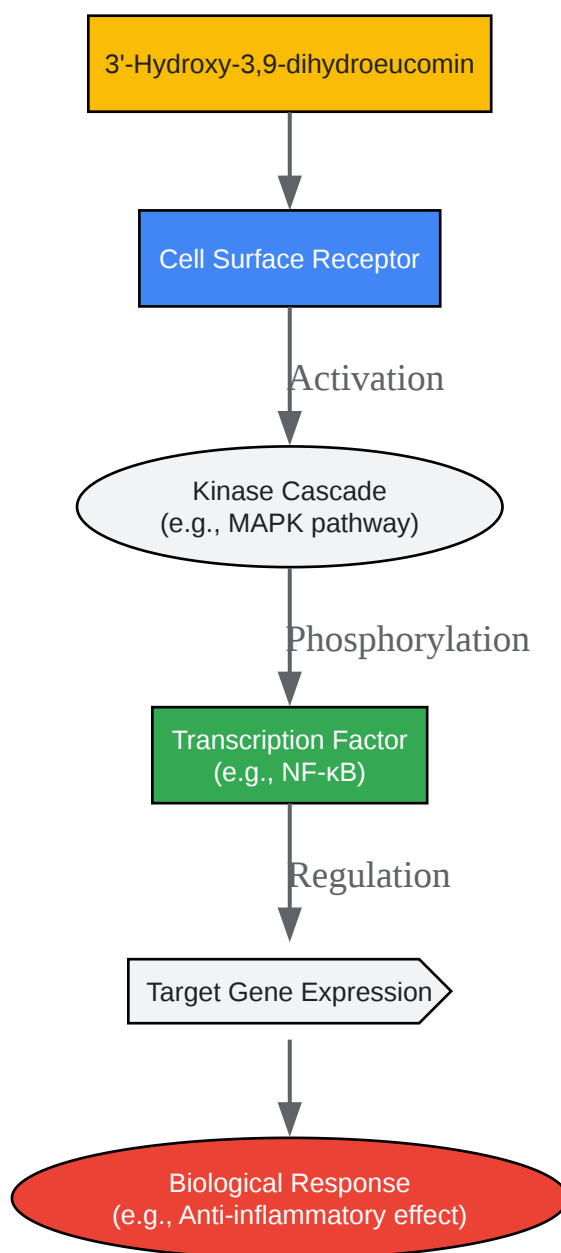 3'-Hydroxy-3,9-dihydroeucomin
Cell Surface Receptor
Activation
Kinase Cascade
(e.g., MAPK pathway)
Phosphorylation
Transcription Factor
(e.g., NF-κB)
Regulation
Target Gene Expression
Biological Response
(e.g., Anti-inflammatory effect)